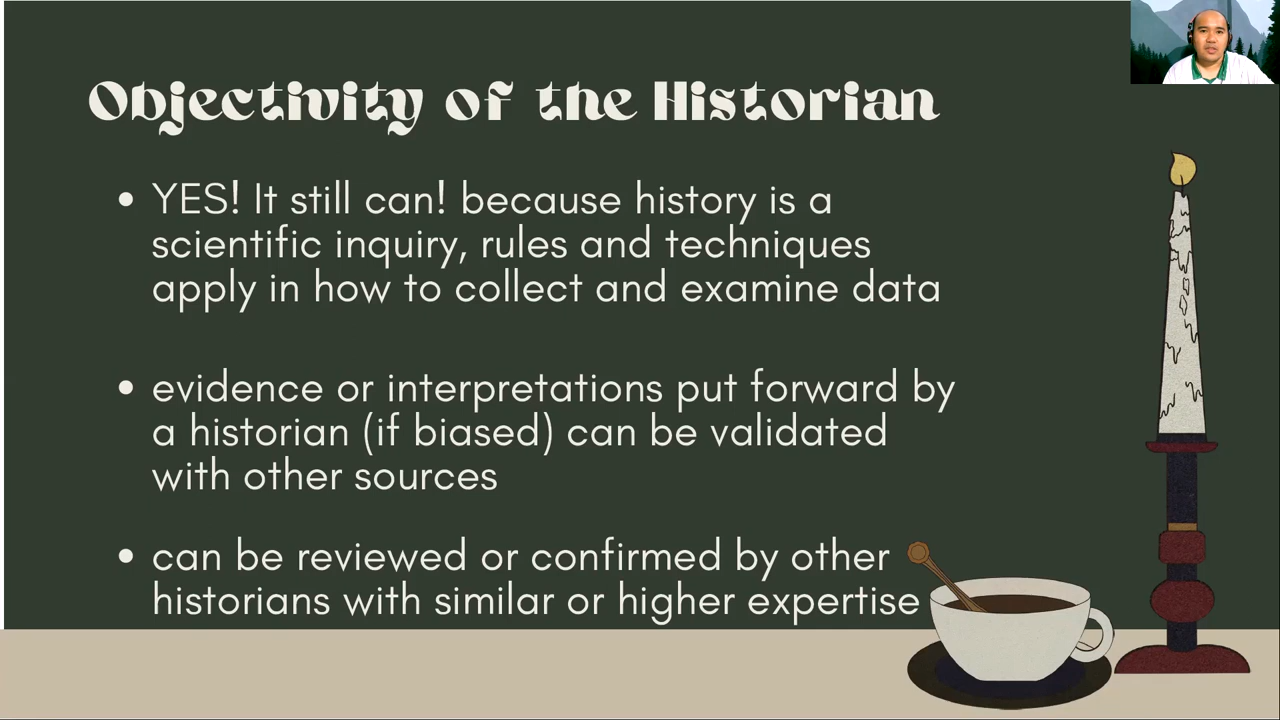 Objectivity of the Historian
• YES! It still can! because history is a
scientific inquiry, rules and techniques
apply in how to collect and examine data
• evidence or interpretations put forward by
a historian (if biased) can be validated
with other sources
• can be reviewed or confirmed by other
historians with similar or higher expertise